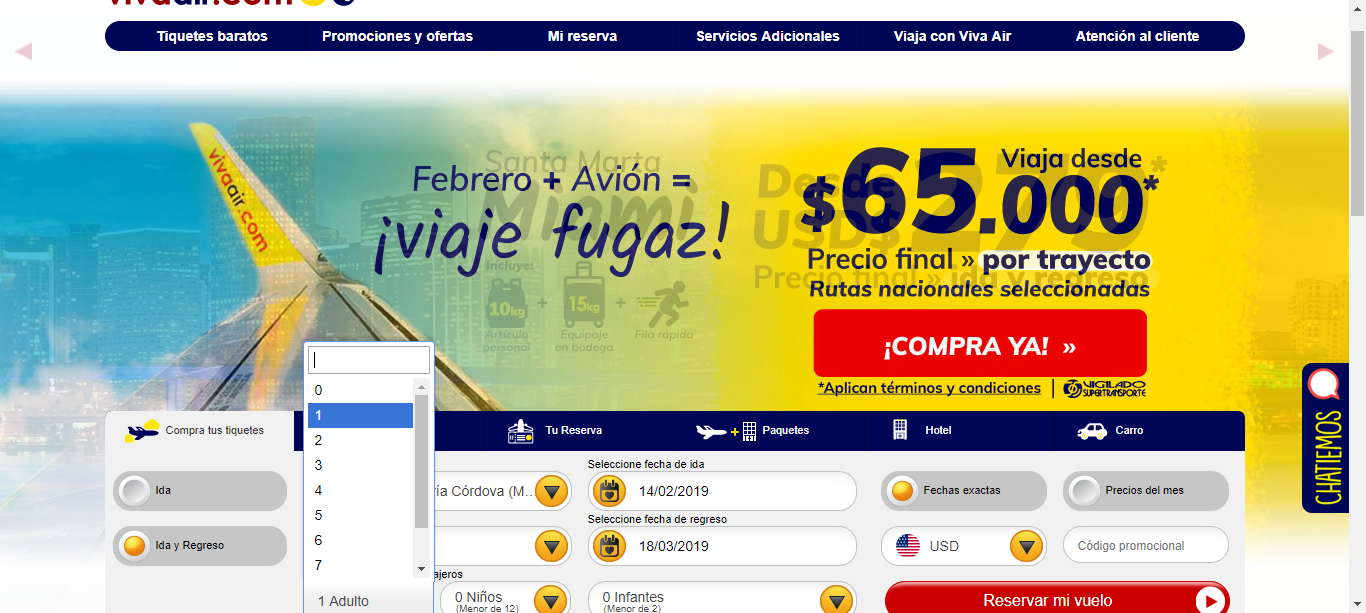 vivaair.com
Tiquetes baratos
Promociones y ofertas
Mi reserva
Servicios Adicionales
Viaja con Viva Air
Atención al cliente
vivaair.com
Santa Marta
Miami
Febrero + Avión =
¡viaje fugaz!
Incluye:
10kg + 15kg +
Artículo personal
Equipaje en bodega
Fila rápida
Desde
USD$ 279*
Precio final » ida y regreso
Viaja desde
$65.000*
Precio final » por trayecto
Rutas nacionales seleccionadas
¡COMPRA YA! »
*Aplican términos y condiciones | VIGILADO
SUPERTRANSPORTE
CHATIEMOS
Compra tus tiquetes
Tu Reserva
+ Paquetes
Hotel
Carro
0
1
2
3
4
5
6
7
1 Adulto
Ida
Ida y Regreso
ía Córdova (M...
Seleccione fecha de ida
14/02/2019
Seleccione fecha de regreso
18/03/2019
Fechas exactas
Precios del mes
USD
Código promocional
ajeros
0 Niños
(Menor de 12)
0 Infantes
(Menor de 2)
Reservar mi vuelo